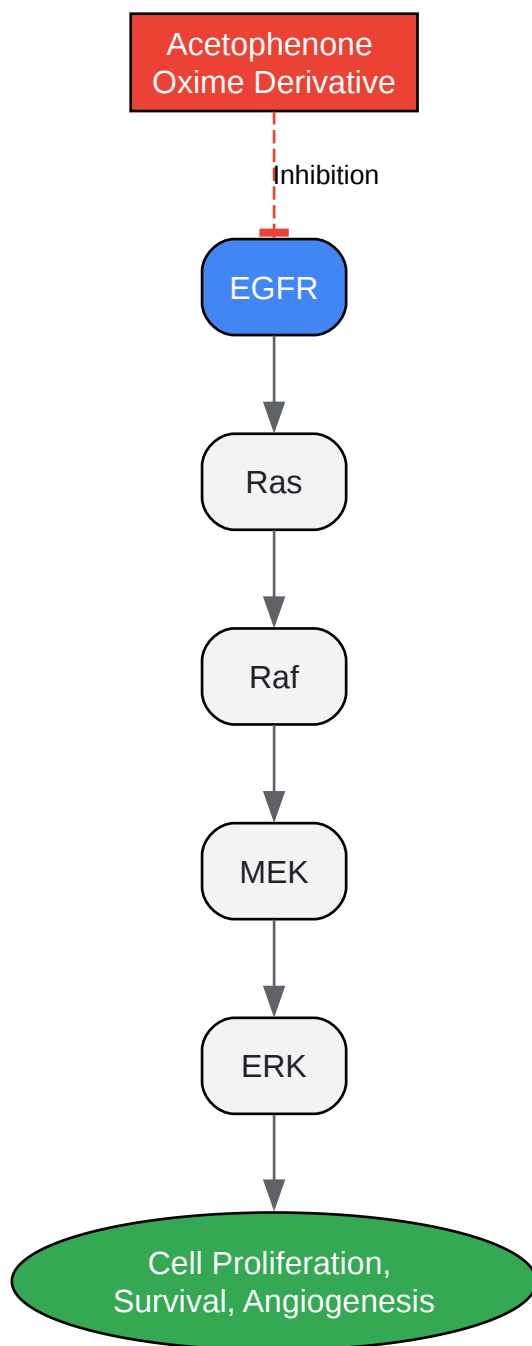 Acetophenone
Oxime Derivative
Inhibition
EGFR
Ras
Raf
MEK
ERK
Cell Proliferation,
Survival, Angiogenesis